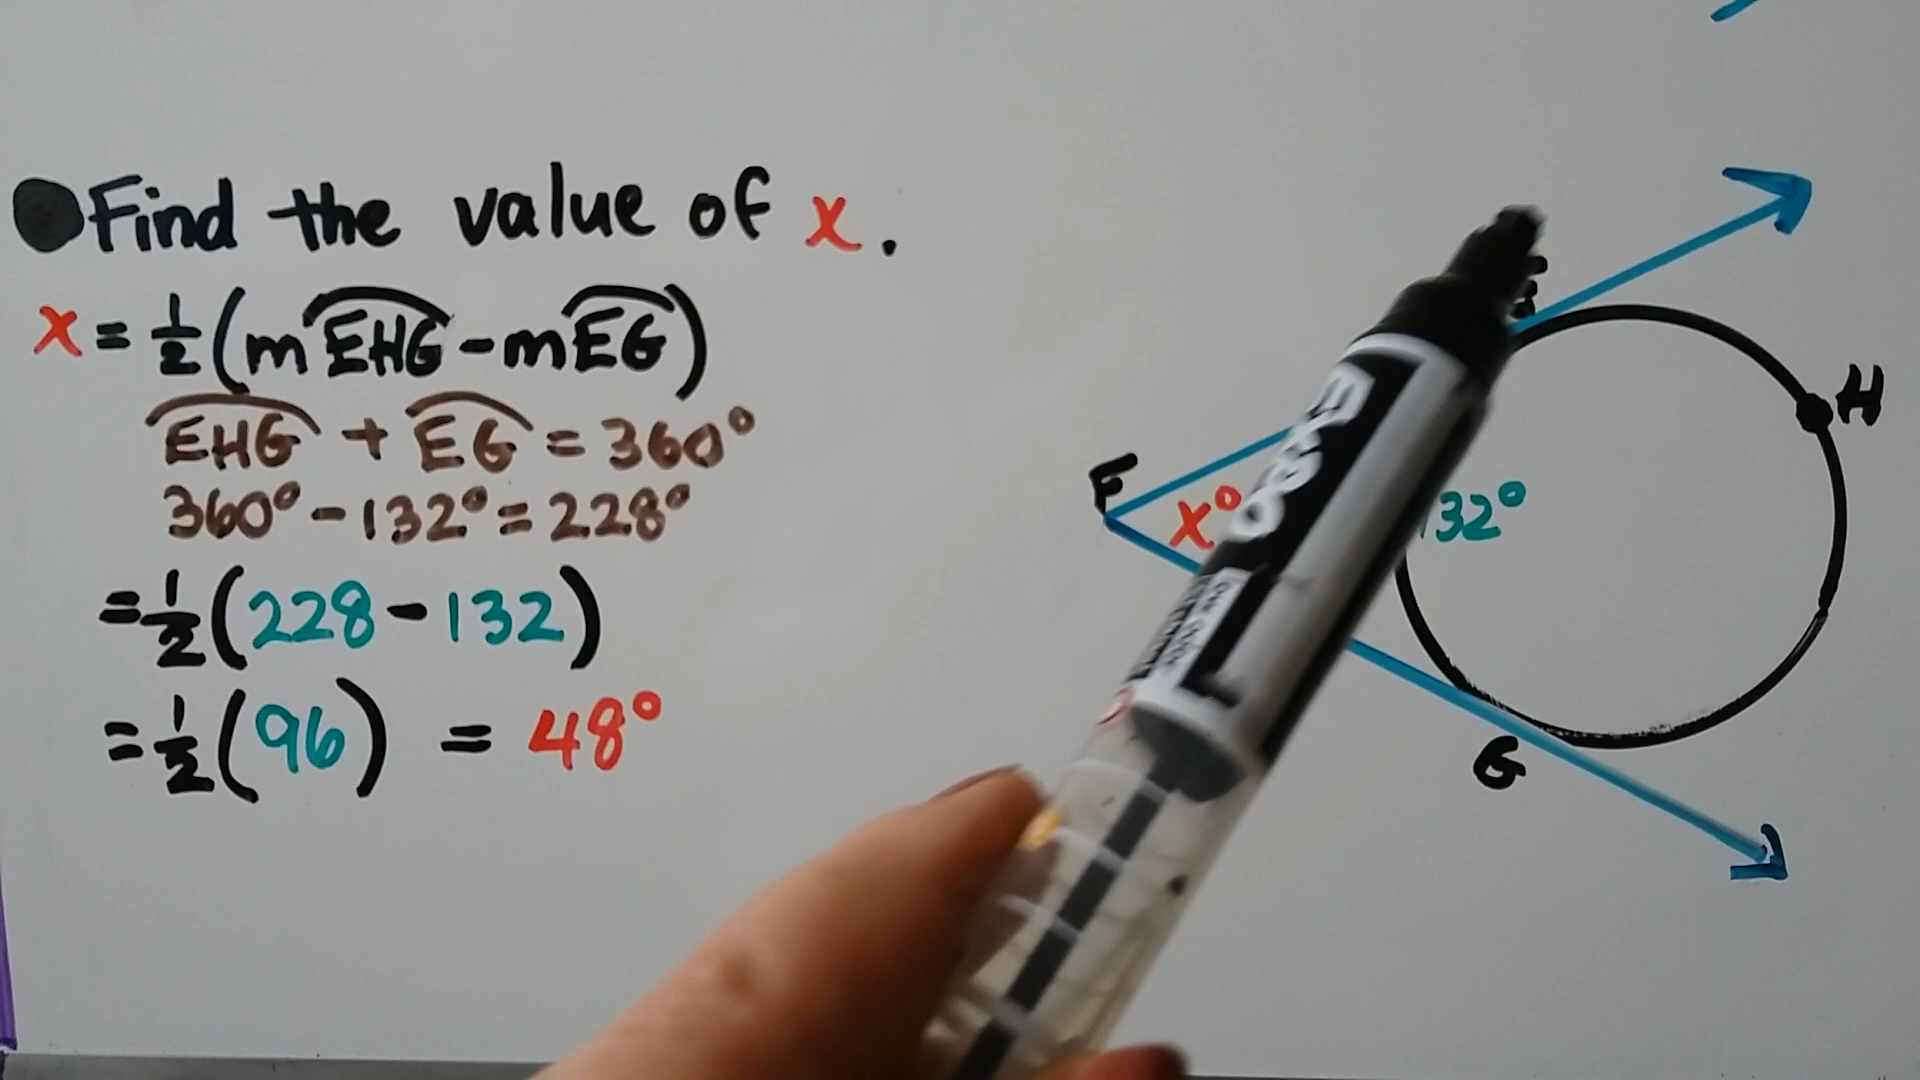 Find the value of x.
x = 1/2 (mEHG - mEG)
EHG + EG = 360°
360° - 132° = 228°
= 1/2 (228 - 132)
= 1/2 (96) = 48°
H
F
x°
32°
G